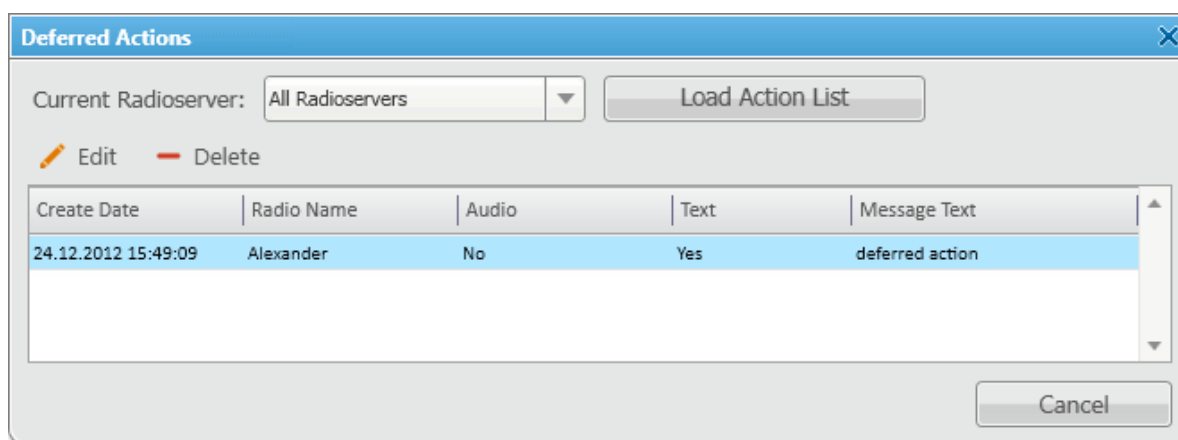 Deferred Actions
Current Radioserver: All Radioservers Load Action List
Edit Delete
Create Date Radio Name Audio Text Message Text
24.12.2012 15:49:09 Alexander No Yes deferred action
Cancel